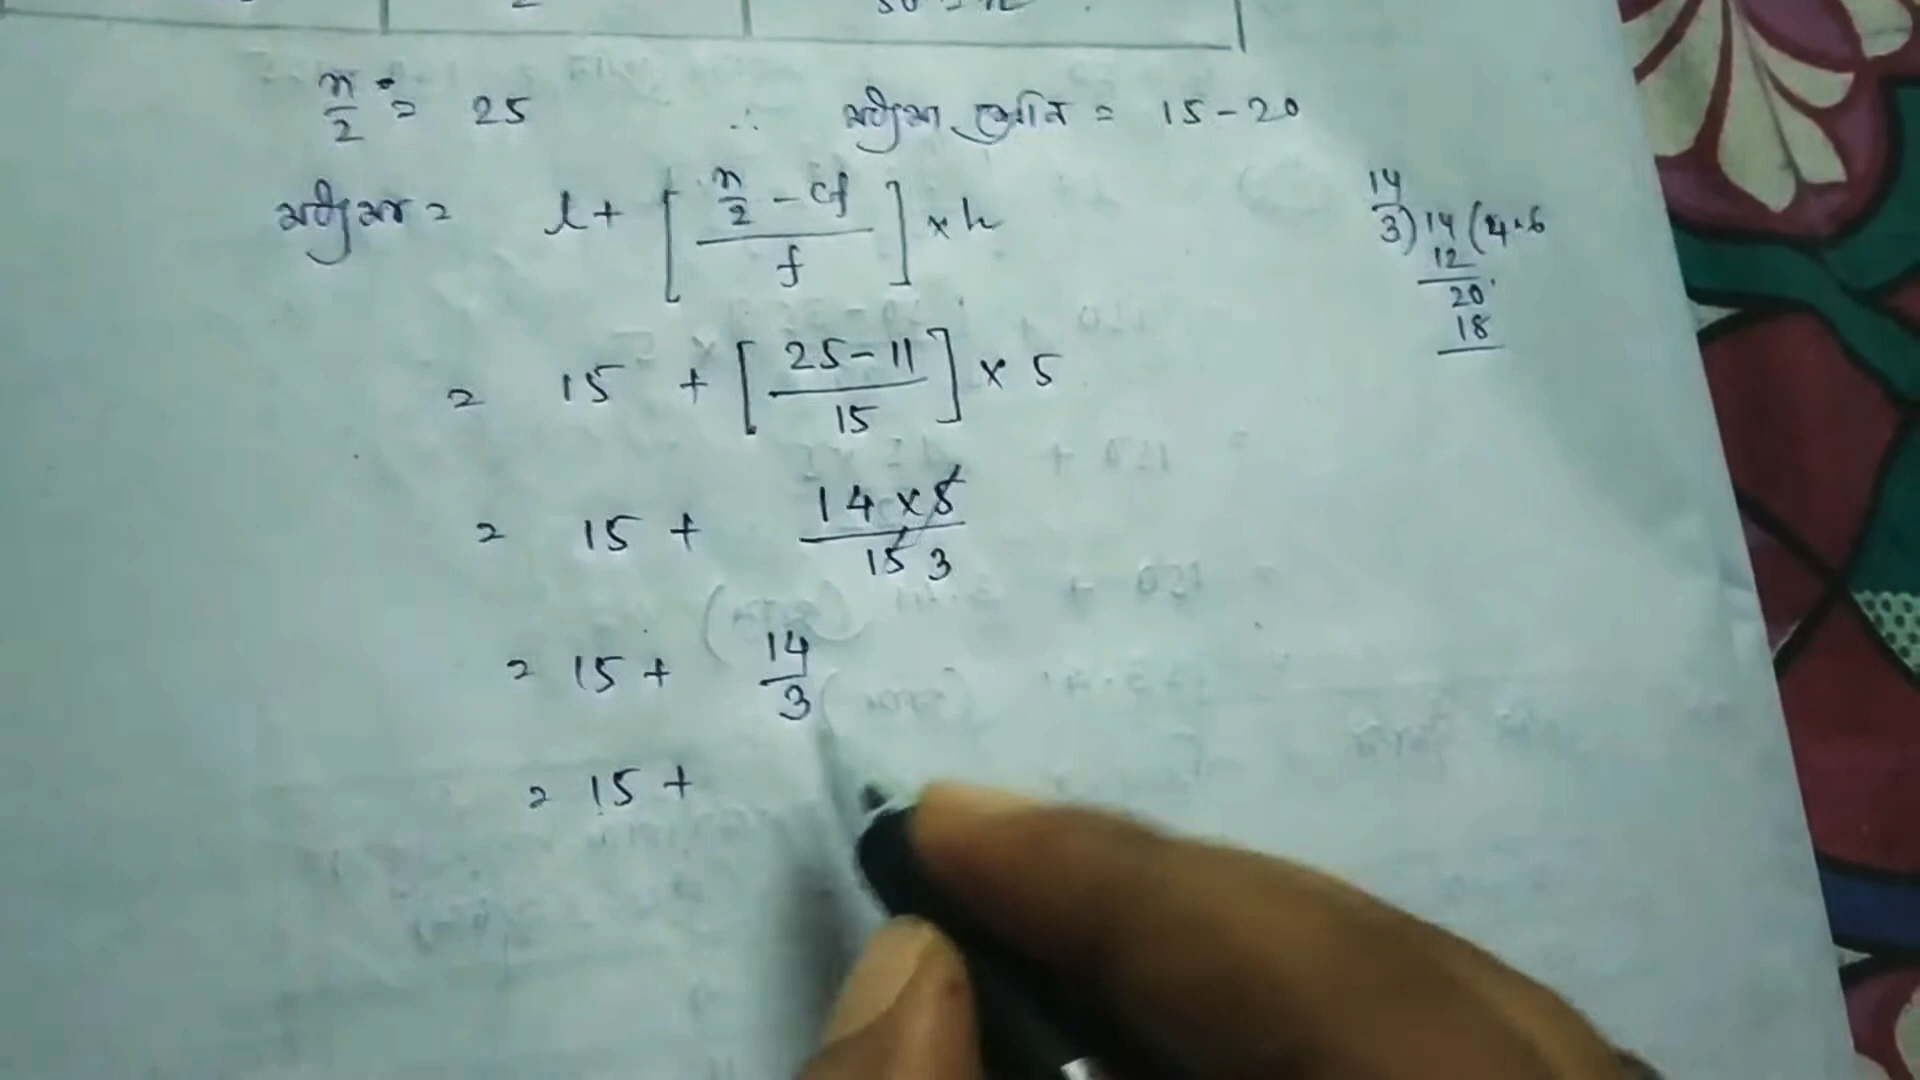 n/2 = 25 ∴ মধ্যমা শ্রেনি = 15-20
মধ্যমা = l + [ (n/2 - cf) / f ] × h
= 15 + [ (25-11) / 15 ] × 5
= 15 + (14 × 5) / 15 3
= 15 + 14/3
= 15 +
14
3)14(4.6
12
20
18